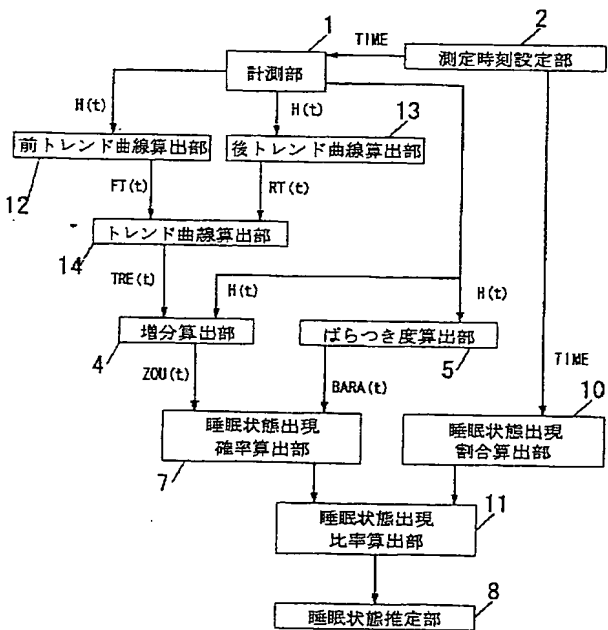 1
TIME
2
測定時刻設定部
計測部
H(t)
H(t)
13
前トレンド曲線算出部
後トレンド曲線算出部
12
FT(t)
RT(t)
トレンド曲線算出部
14
TRE(t)
H(t)
H(t)
増分算出部
ばらつき度算出部
4
5
TIME
ZOU(t)
BARA(t)
10
睡眠状態出現
確率算出部
睡眠状態出現
割合算出部
7
睡眠状態出現
比率算出部
11
8
睡眠状態推定部